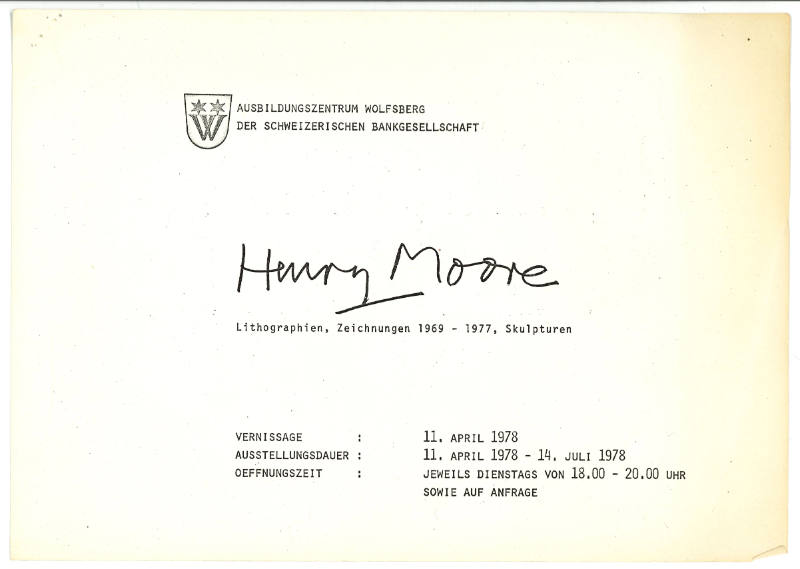 AUSBILDUNGSZENTRUM WOLFSBERG
DER SCHWEIZERISCHEN BANKGESELLSCHAFT
W
Henry Moore
Lithographien, Zeichnungen 1969 - 1977, Skulpturen
VERNISSAGE : 11. APRIL 1978
AUSSTELLUNGSDAUER : 11. APRIL 1978 - 14. JULI 1978
OEFFNUNGSZEIT : JEWEILS DIENSTAGS VON 18.00 - 20.00 UHR
SOWIE AUF ANFRAGE